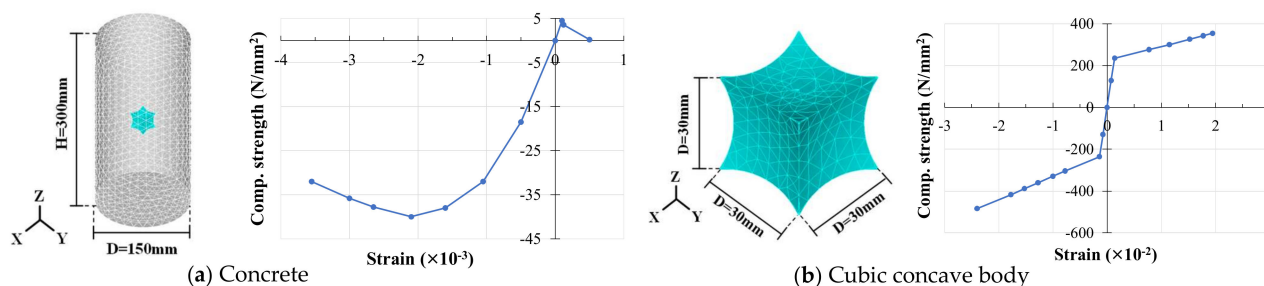 H=300mm
Z
X
Y
D=150mm
Comp. strength (N/mm²)
5
-5
-15
-25
-35
-45
-4 -3 -2 -1 0 1
Strain (×10⁻³)
(a) Concrete
D=30mm
Z
X
Y
D=30mm
D=30mm
Comp. strength (N/mm²)
400
200
0
-200
-400
-600
-3 -2 -1 0 1 2
Strain (×10⁻²)
(b) Cubic concave body